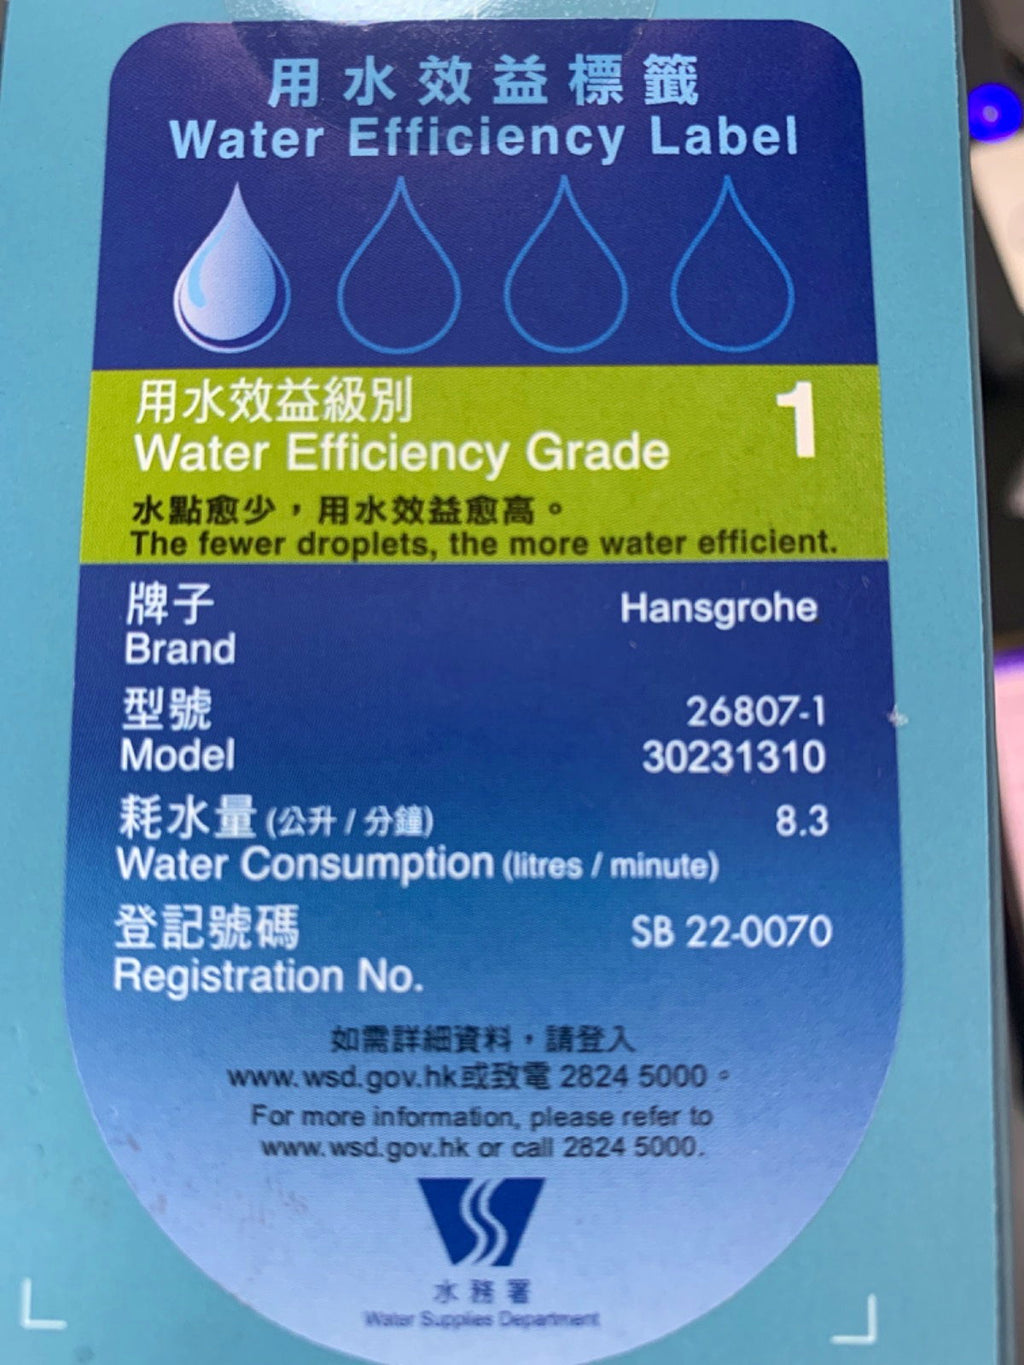 用水效益標籤
Water Efficiency Label
用水效益級別
Water Efficiency Grade
1
水點愈少，用水效益愈高。
The fewer droplets, the more water efficient.
牌子
Brand
Hansgrohe
型號
Model
26807-1
30231310
耗水量 (公升 / 分鐘)
Water Consumption (litres / minute)
8.3
登記號碼
Registration No.
SB 22-0070
如需詳細資料，請登入
www.wsd.gov.hk或致電 2824 5000。
For more information, please refer to
www.wsd.gov.hk or call 2824 5000.
水務署
Water Supplies Department